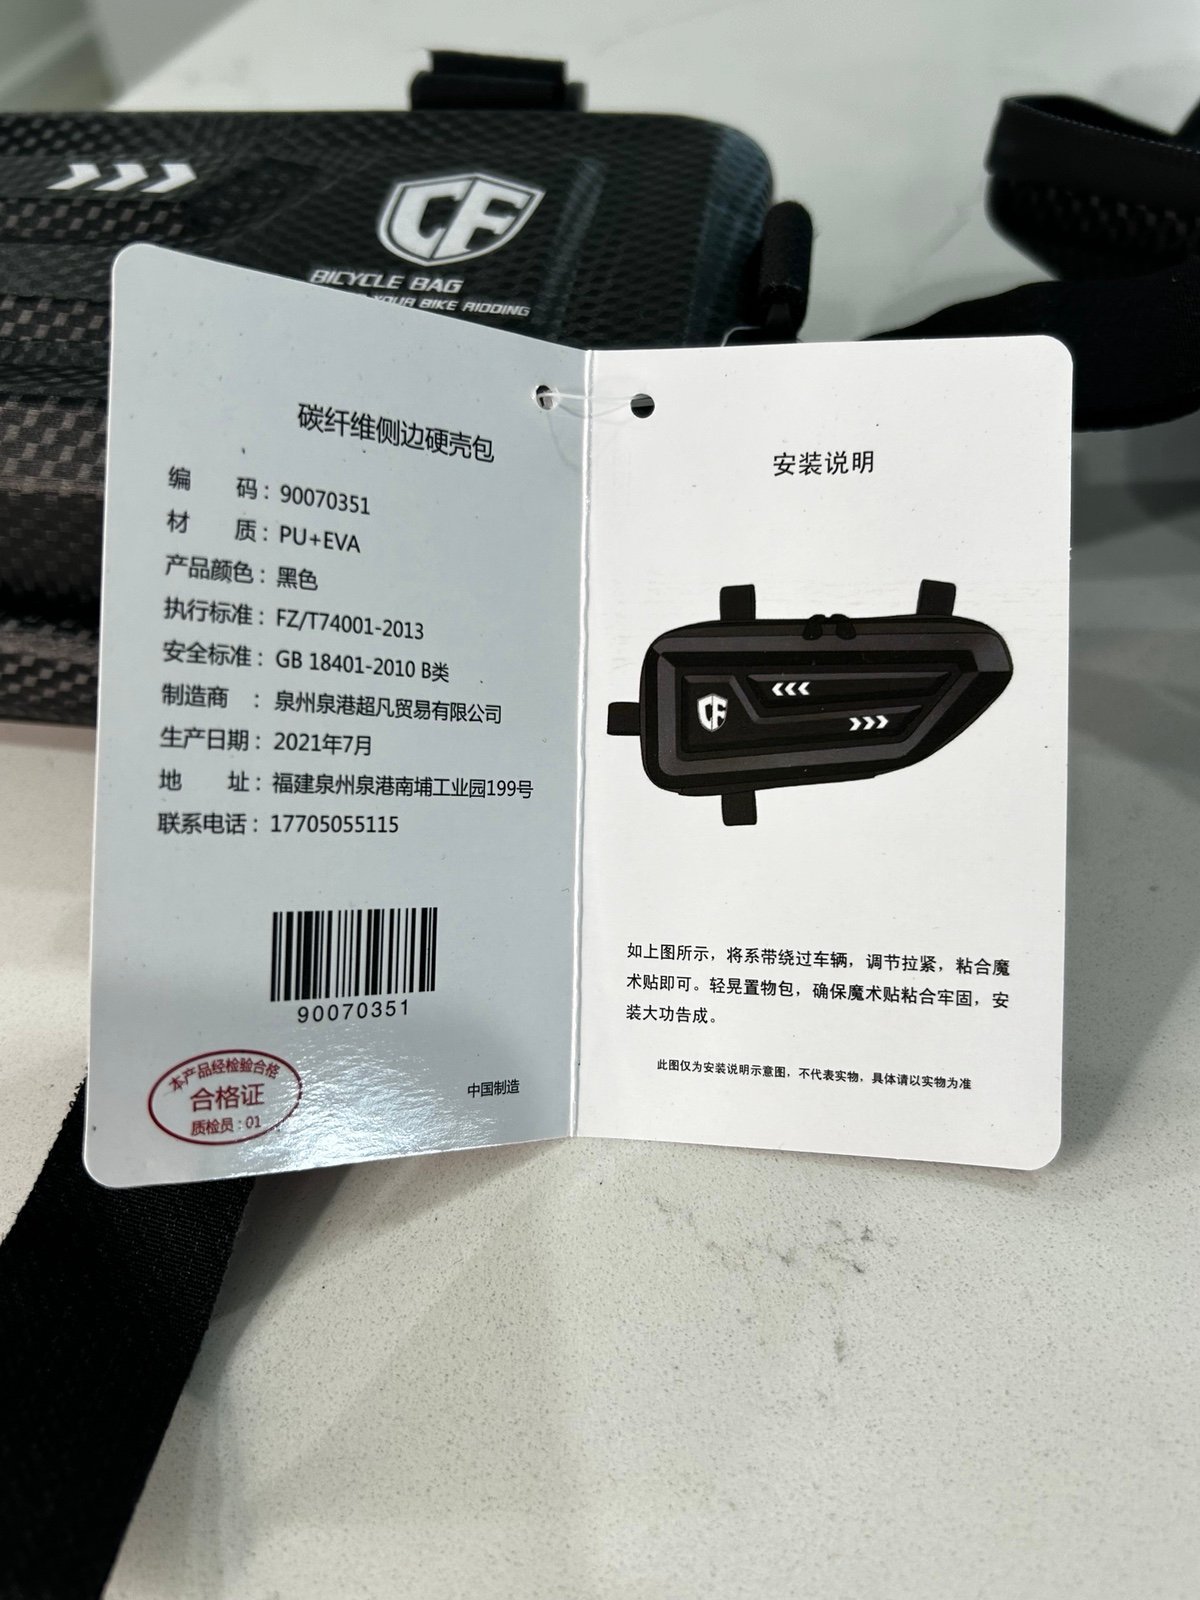 CF
BICYCLE BAG
YOUR BIKE RIDDING
碳纤维侧边硬壳包
编 码：90070351
材 质：PU+EVA
产品颜色：黑色
执行标准：FZ/T74001-2013
安全标准：GB 18401-2010 B类
制造商 ：泉州泉港超凡贸易有限公司
生产日期：2021年7月
地 址：福建泉州泉港南埔工业园199号
联系电话：17705055115
90070351
本产品经检验合格
合格证
质检员：01
中国制造
安装说明
CF
如上图所示，将系带绕过车辆，调节拉紧，粘合魔
术贴即可。轻晃置物包，确保魔术贴粘合牢固，安
装大功告成。
此图仅为安装说明示意图，不代表实物，具体请以实物为准